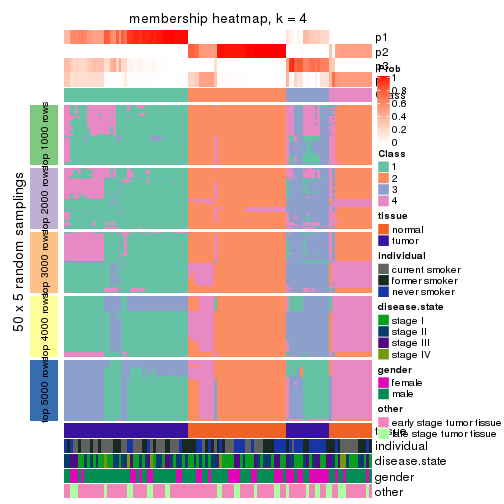 membership heatmap, k = 4
p1
p2
p3
Prob
1
0.8
0.6
0.4
0.2
0
Class
1
2
3
4
tissue
normal
tumor
individual
current smoker
former smoker
never smoker
disease.state
stage I
stage II
stage III
stage IV
gender
female
male
other
early stage tumor tissue
late stage tumor tissue
50 x 5 random samplings
top 1000 rows
top 2000 rows
top 3000 rows
top 4000 rows
top 5000 rows
tissue
individual
disease.state
gender
other